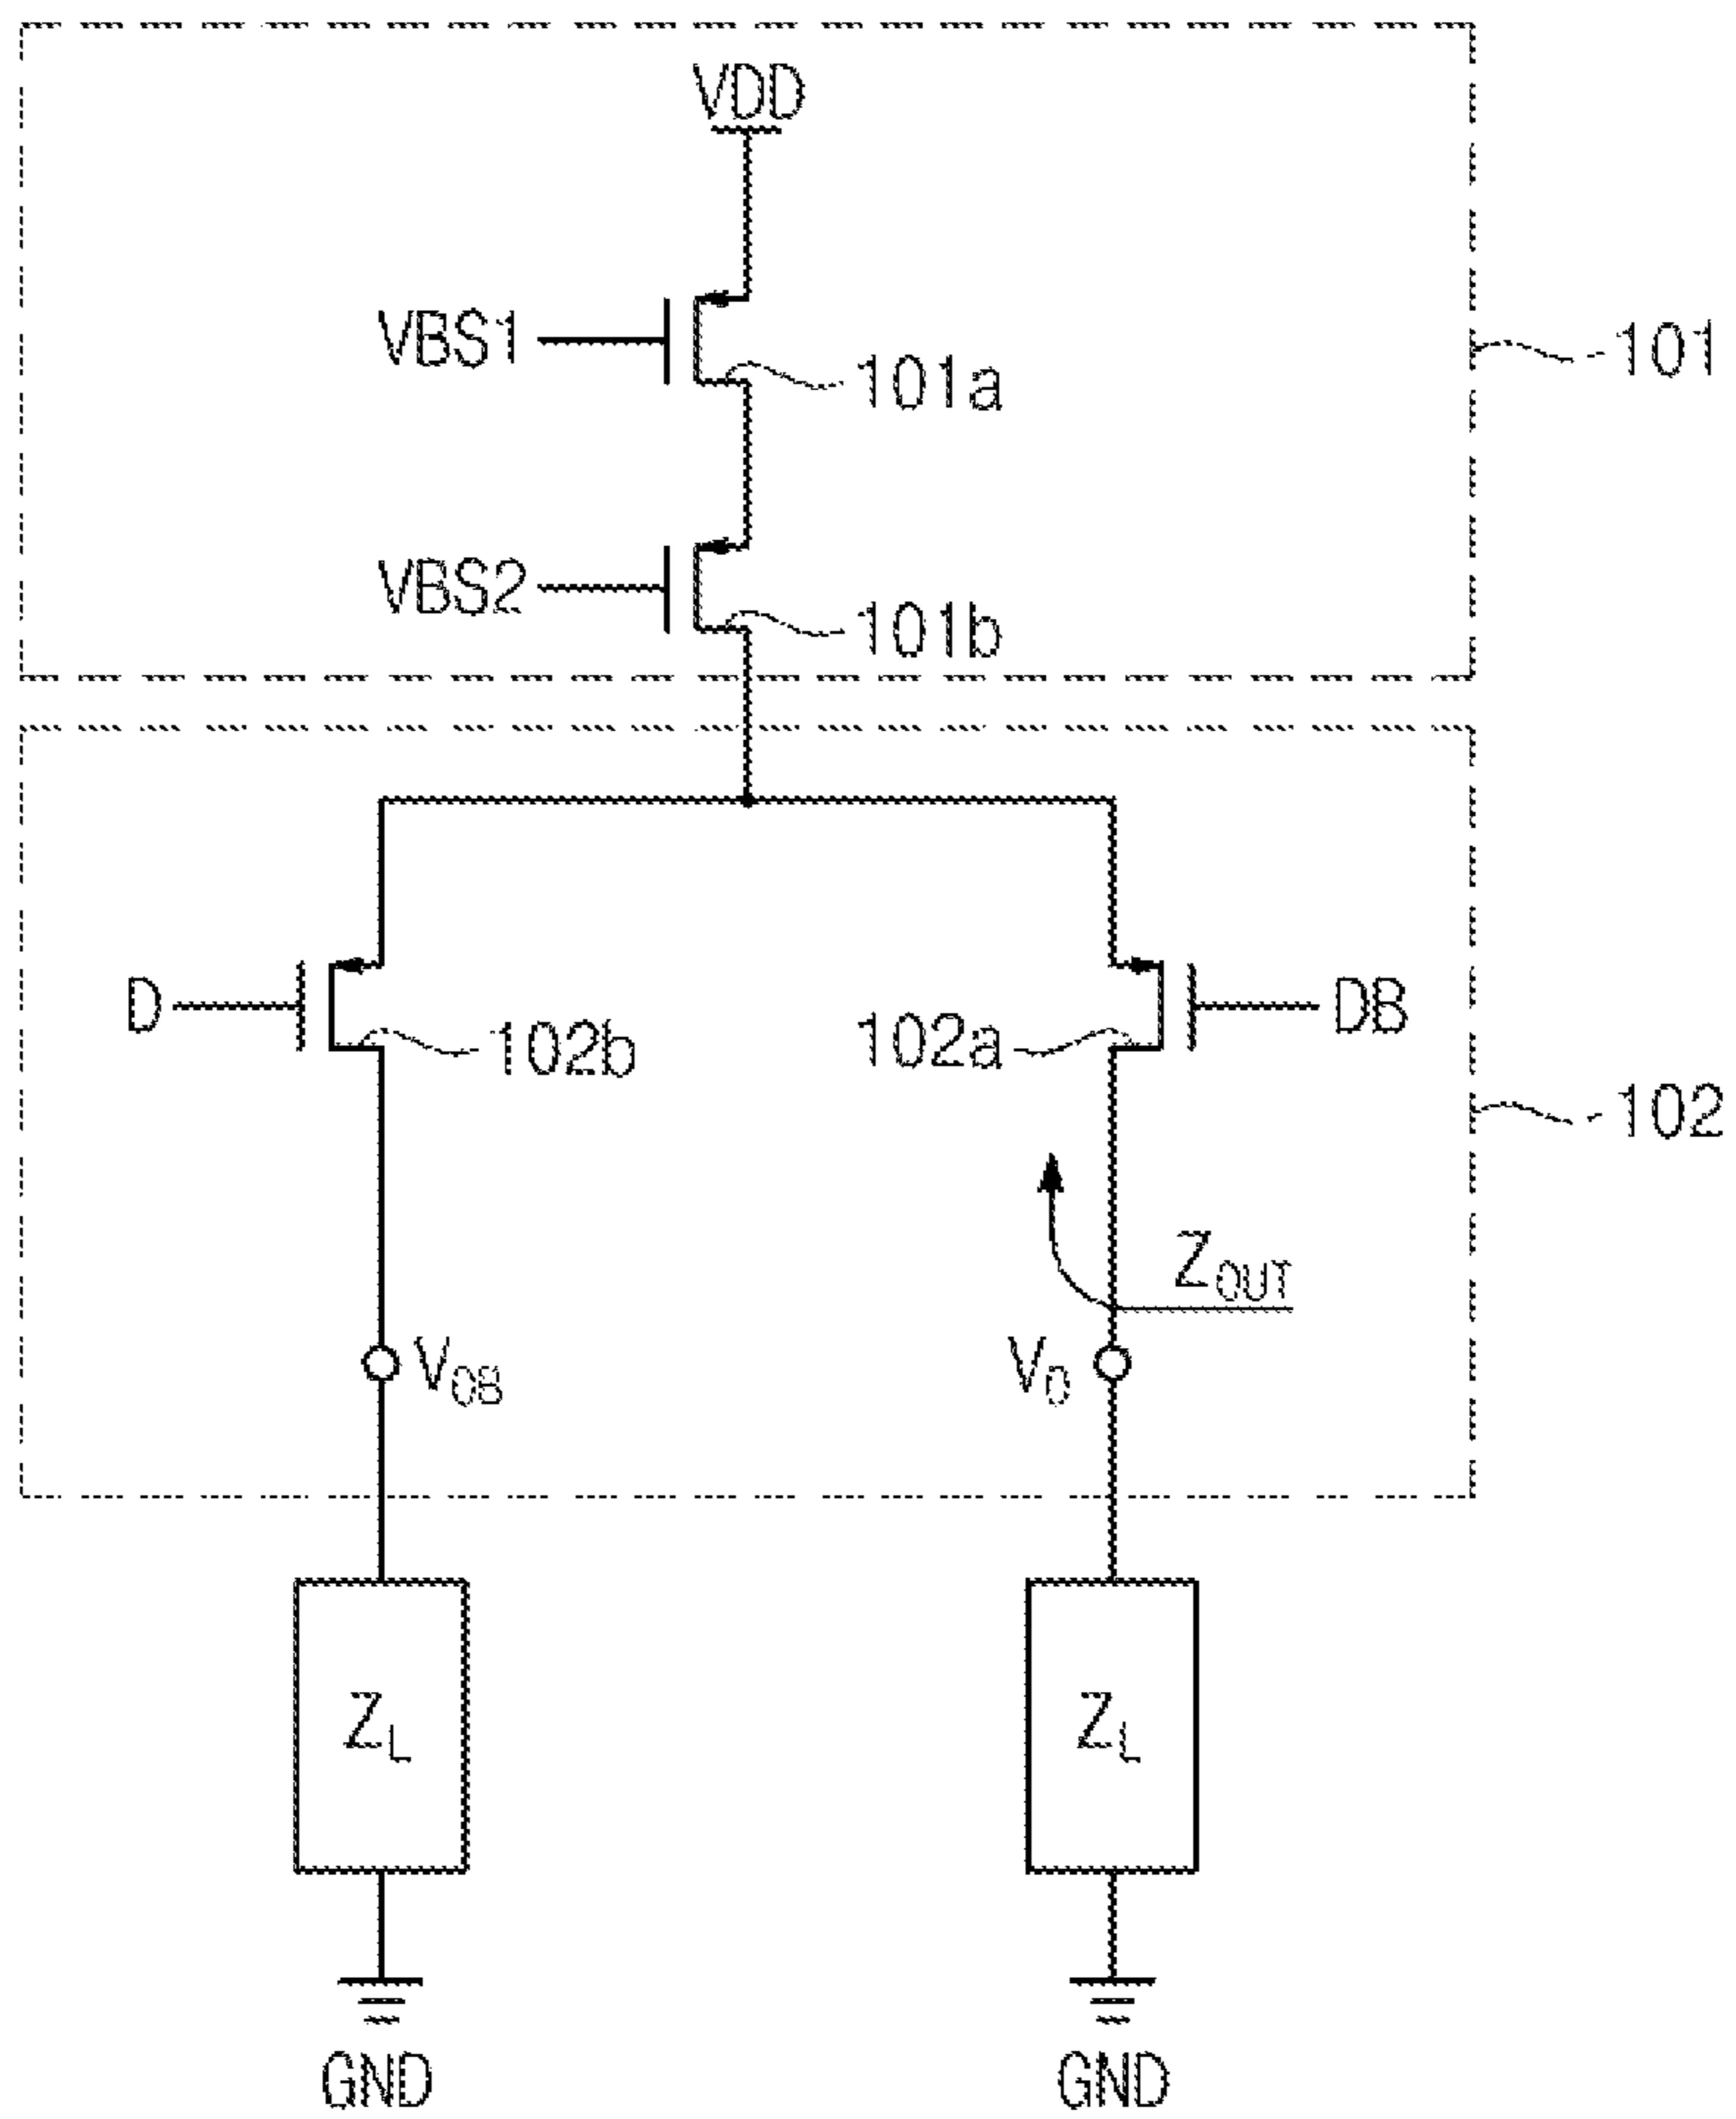 VDD
VBS1
101a
101
VBS2
101b
D
102b
102a
DB
102
ZOUT
VOB
VO
ZL
ZL
GND
GND